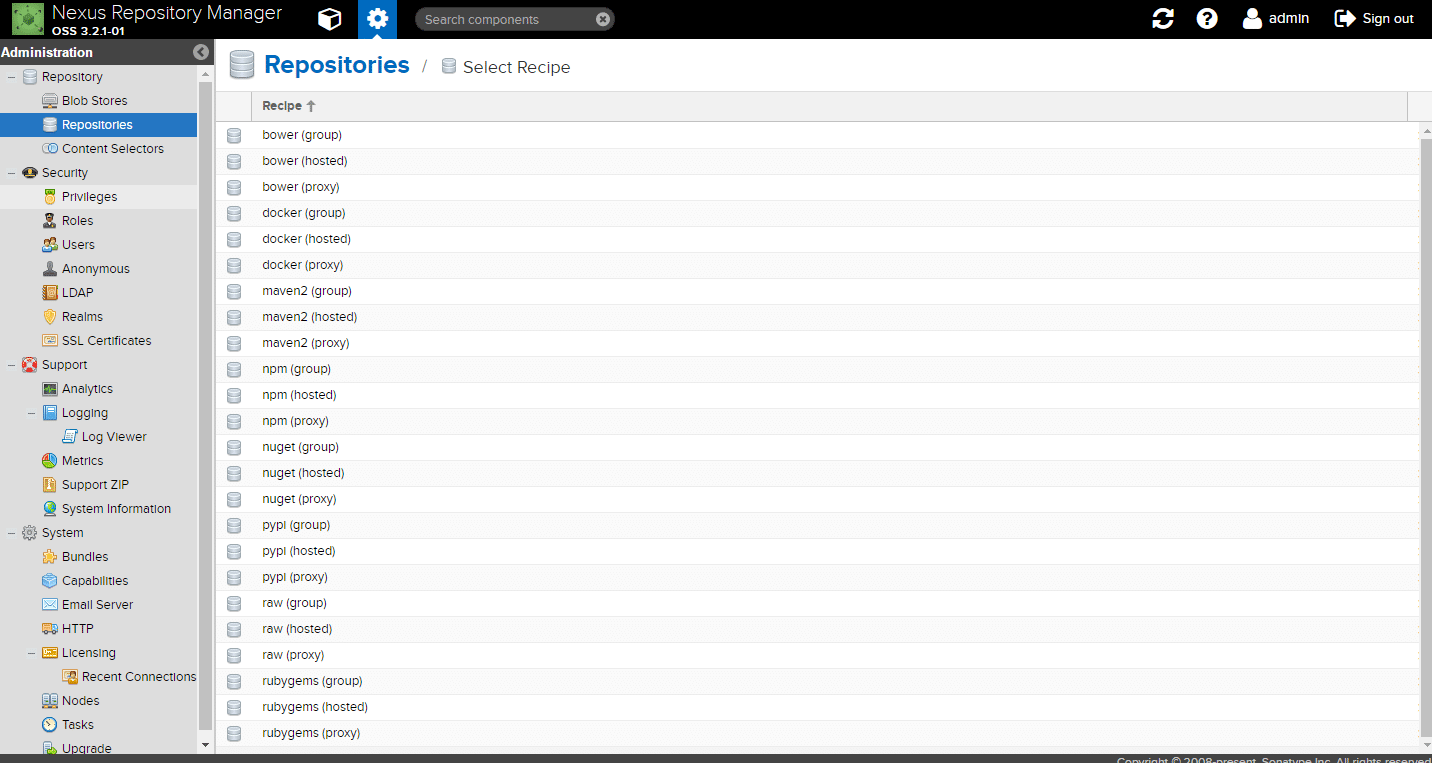 Nexus Repository Manager
OSS 3.2.1-01
Search components
admin
Sign out
Administration
Repository
Blob Stores
Repositories
Content Selectors
Security
Privileges
Roles
Users
Anonymous
LDAP
Realms
SSL Certificates
Support
Analytics
Logging
Log Viewer
Metrics
Support ZIP
System Information
System
Bundles
Capabilities
Email Server
HTTP
Licensing
Recent Connections
Nodes
Tasks
Upgrade
Repositories / Select Recipe
Recipe
bower (group)
bower (hosted)
bower (proxy)
docker (group)
docker (hosted)
docker (proxy)
maven2 (group)
maven2 (hosted)
maven2 (proxy)
npm (group)
npm (hosted)
npm (proxy)
nuget (group)
nuget (hosted)
nuget (proxy)
pypi (group)
pypi (hosted)
pypi (proxy)
raw (group)
raw (hosted)
raw (proxy)
rubygems (group)
rubygems (hosted)
rubygems (proxy)
Copyright © 2008-present, Sonatype Inc. All rights reserved